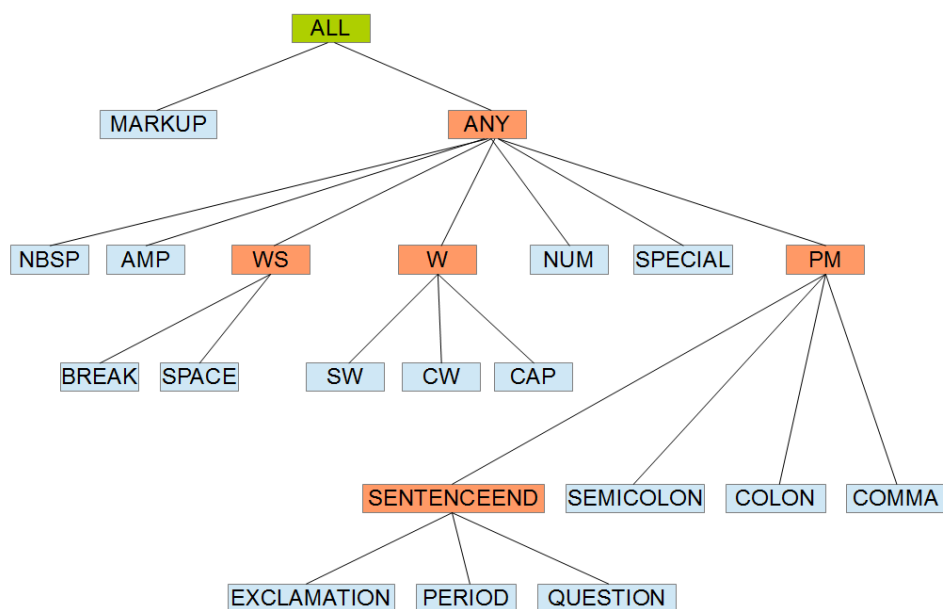 ALL
MARKUP
ANY
NBSP
AMP
WS
W
NUM
SPECIAL
PM
BREAK
SPACE
SW
CW
CAP
SENTENCEEND
SEMICOLON
COLON
COMMA
EXCLAMATION
PERIOD
QUESTION